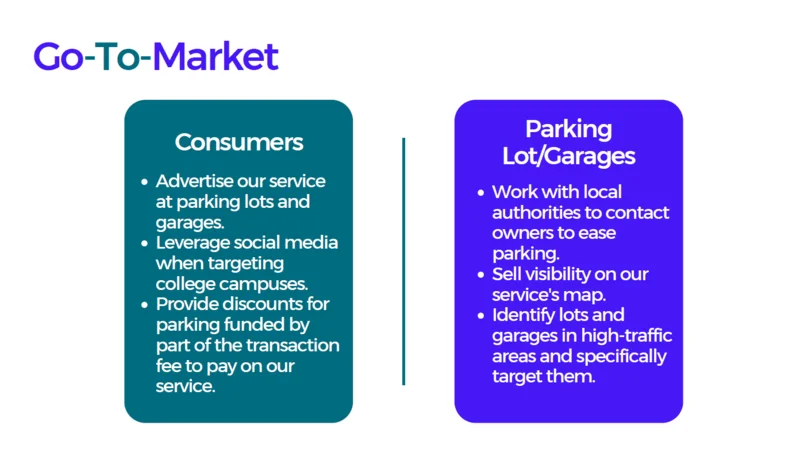 Go-To-Market
Consumers
• Advertise our service
at parking lots and
garages.
• Leverage social media
when targeting
college campuses.
• Provide discounts for
parking funded by
part of the transaction
fee to pay on our
service.
Parking
Lot/Garages
• Work with local
authorities to contact
owners to ease
parking.
• Sell visibility on our
service's map.
• Identify lots and
garages in high-traffic
areas and specifically
target them.